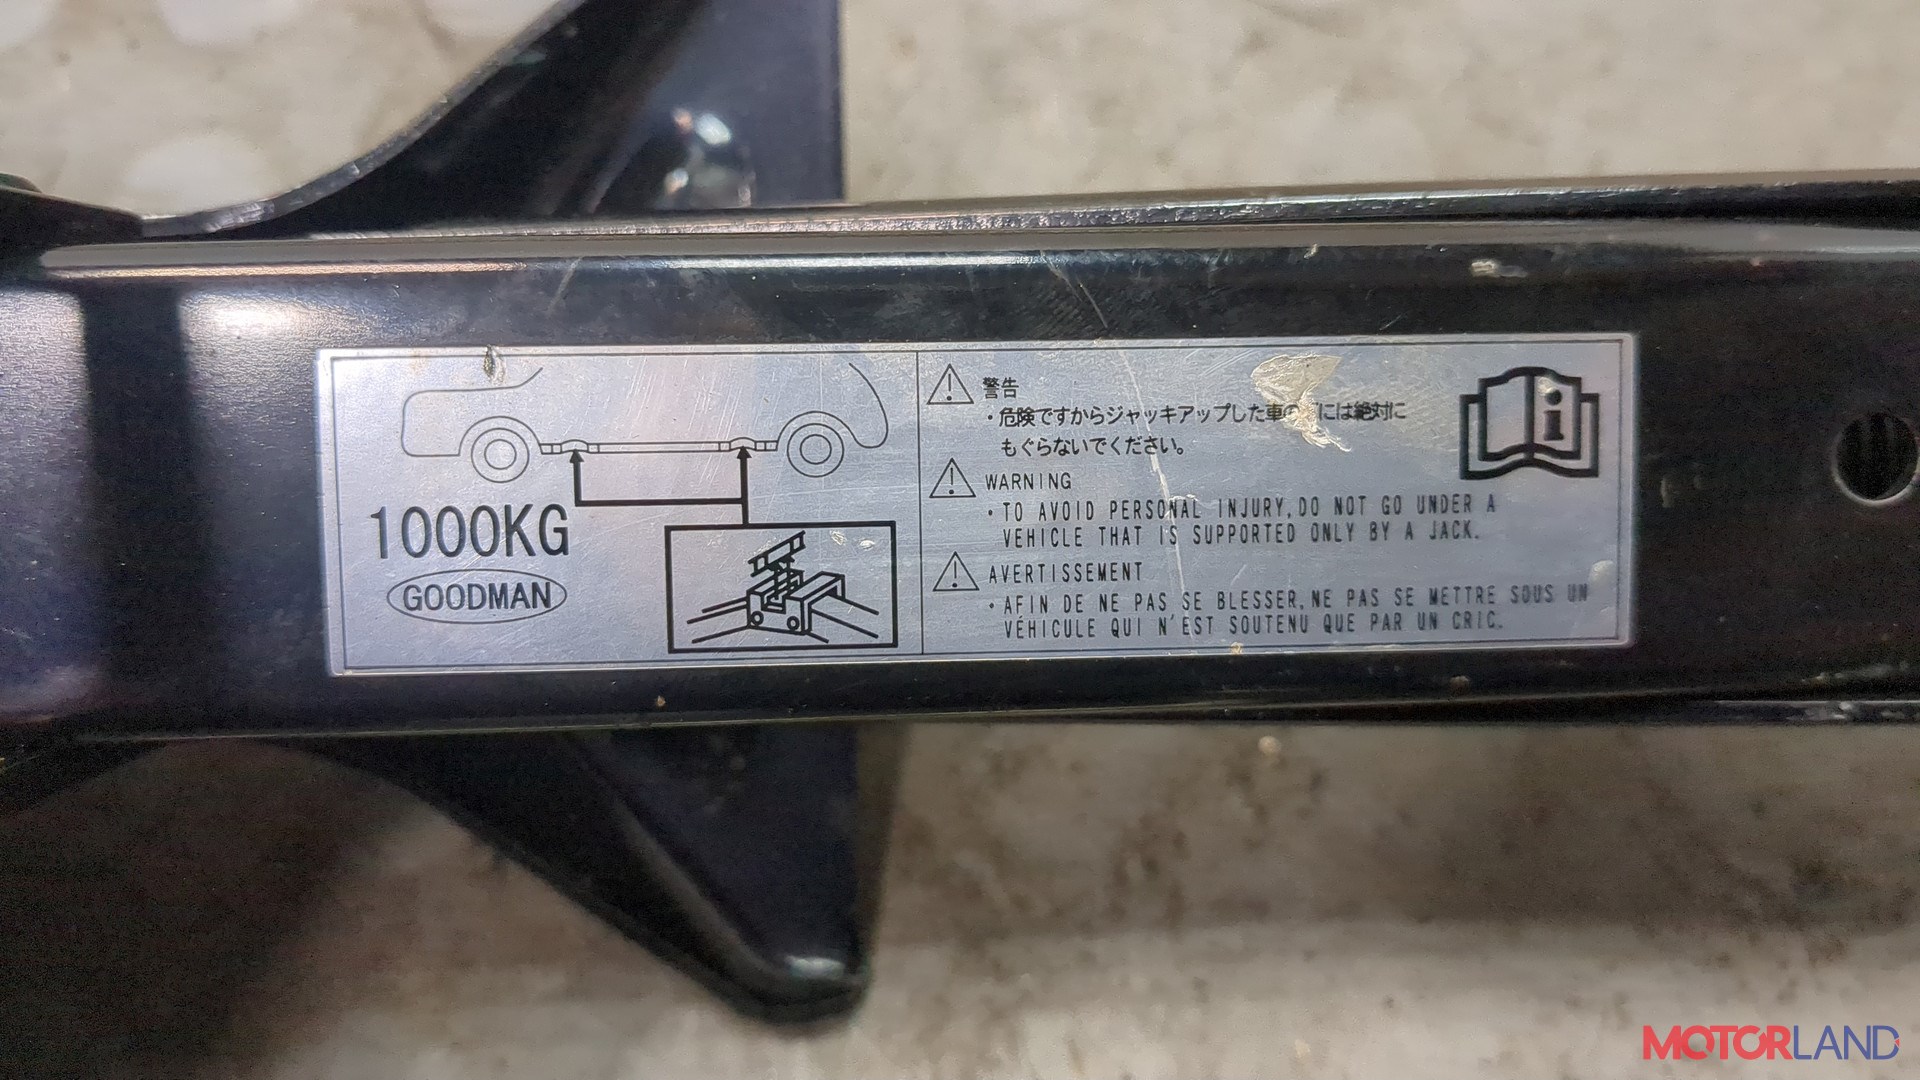 1000KG
GOODMAN
警告
・危険ですからジャッキアップした車の には絶対に
もぐらないでください。
WARNING
・TO AVOID PERSONAL INJURY, DO NOT GO UNDER A
VEHICLE THAT IS SUPPORTED ONLY BY A JACK.
AVERTISSEMENT
・AFIN DE NE PAS SE BLESSER, NE PAS SE METTRE SOUS UN
VÉHICULE QUI N'EST SOUTENU QUE PAR UN CRIC.
MOTORLAND